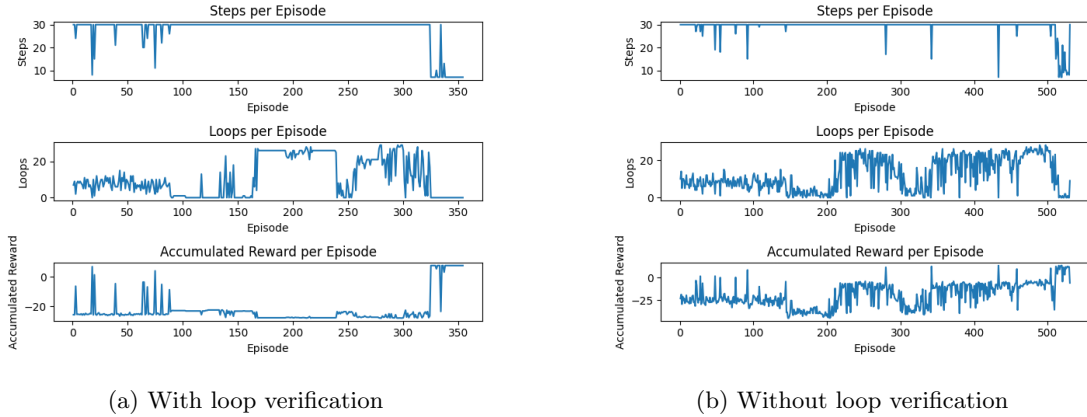 Steps per Episode
30
20
10
Steps
0 50 100 150 200 250 300 350
Episode
Loops per Episode
20
0
Loops
0 50 100 150 200 250 300 350
Episode
Accumulated Reward per Episode
0
−20
Accumulated Reward
0 50 100 150 200 250 300 350
Episode
(a) With loop verification
Steps per Episode
30
20
10
Steps
0 100 200 300 400 500
Episode
Loops per Episode
20
0
Loops
0 100 200 300 400 500
Episode
Accumulated Reward per Episode
0
−25
Accumulated Reward
0 100 200 300 400 500
Episode
(b) Without loop verification